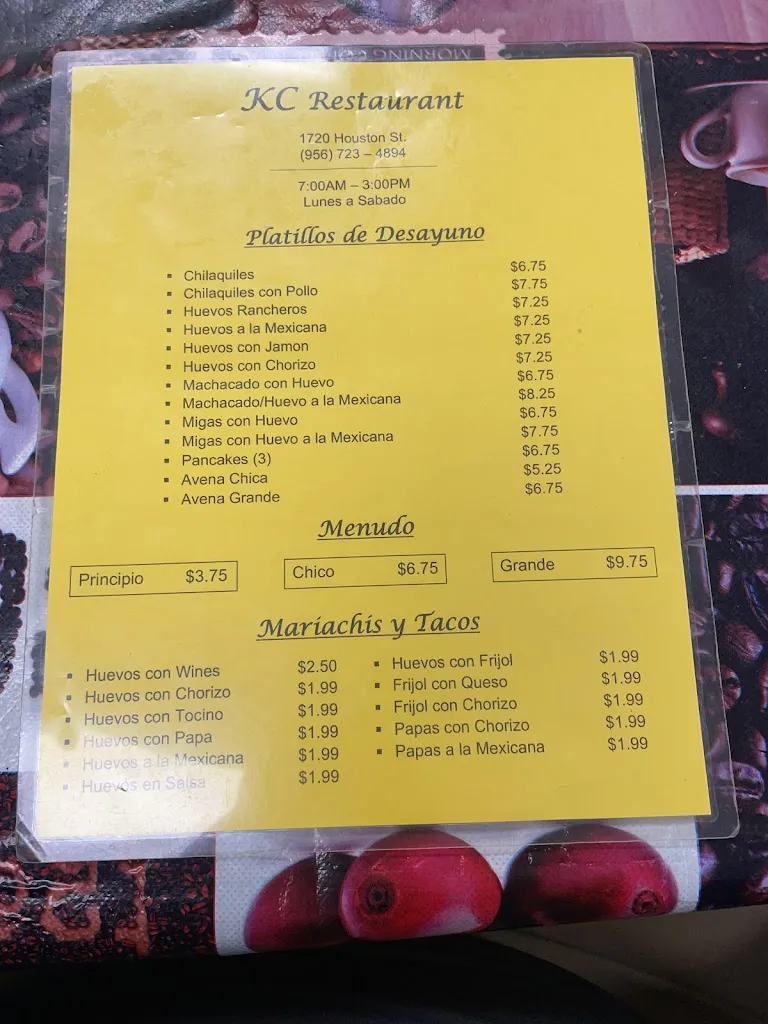 MORNING
KC Restaurant
1720 Houston St.
(956) 723 – 4894
7:00AM – 3:00PM
Lunes a Sabado
Platillos de Desayuno
▪ Chilaquiles $6.75
▪ Chilaquiles con Pollo $7.75
▪ Huevos Rancheros $7.25
▪ Huevos a la Mexicana $7.25
▪ Huevos con Jamon $7.25
▪ Huevos con Chorizo $7.25
▪ Machacado con Huevo $6.75
▪ Machacado/Huevo a la Mexicana $8.25
▪ Migas con Huevo $6.75
▪ Migas con Huevo a la Mexicana $7.75
▪ Pancakes (3) $6.75
▪ Avena Chica $5.25
▪ Avena Grande $6.75
Menudo
Principio $3.75
Chico $6.75
Grande $9.75
Mariachis y Tacos
▪ Huevos con Wines $2.50
▪ Huevos con Chorizo $1.99
▪ Huevos con Tocino $1.99
▪ Huevos con Papa $1.99
▪ Huevos a la Mexicana $1.99
▪ Huevos en Salsa $1.99
▪ Huevos con Frijol $1.99
▪ Frijol con Queso $1.99
▪ Frijol con Chorizo $1.99
▪ Papas con Chorizo $1.99
▪ Papas a la Mexicana $1.99